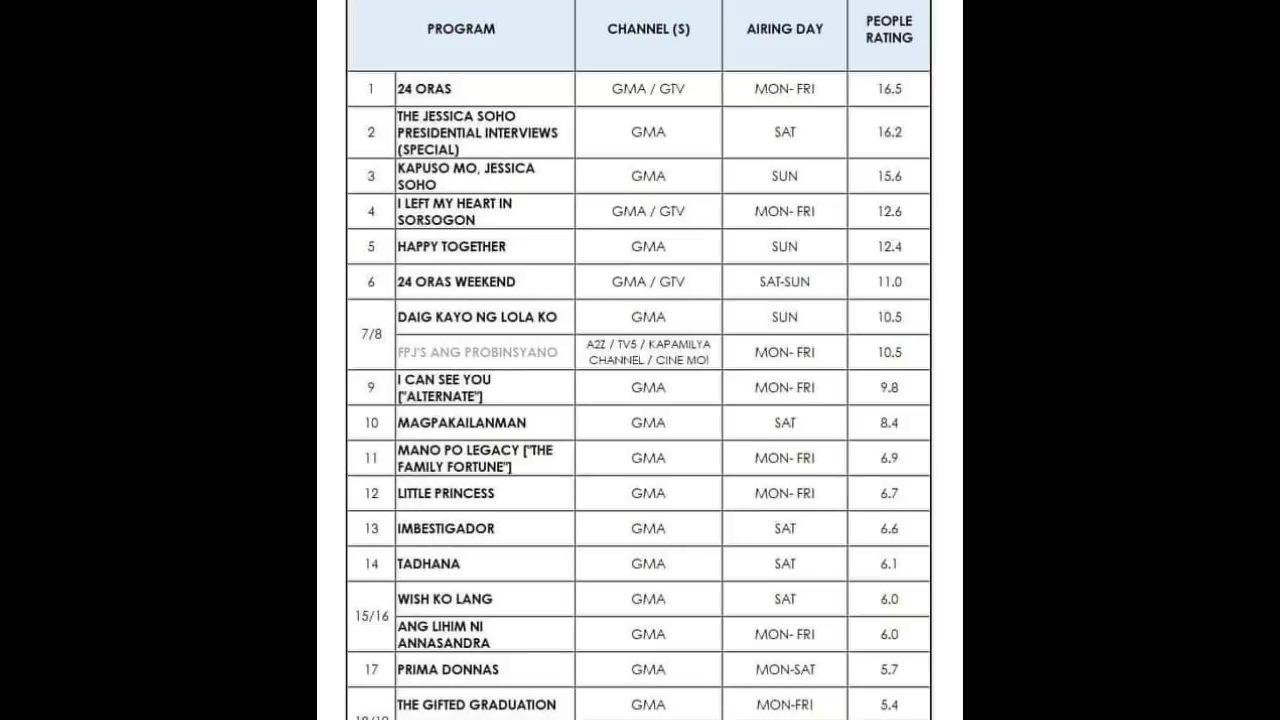 PROGRAM CHANNEL (S) AIRING DAY PEOPLE RATING
1 24 ORAS GMA / GTV MON- FRI 16.5
2 THE JESSICA SOHO PRESIDENTIAL INTERVIEWS (SPECIAL) GMA SAT 16.2
3 KAPUSO MO, JESSICA SOHO GMA SUN 15.6
4 I LEFT MY HEART IN SORSOGON GMA / GTV MON- FRI 12.6
5 HAPPY TOGETHER GMA SUN 12.4
6 24 ORAS WEEKEND GMA / GTV SAT-SUN 11.0
7/8 DAIG KAYO NG LOLA KO GMA SUN 10.5
FPJ'S ANG PROBINSYANO A2Z / TV5 / KAPAMILYA CHANNEL / CINE MO! MON- FRI 10.5
9 I CAN SEE YOU ["ALTERNATE"] GMA MON- FRI 9.8
10 MAGPAKAILANMAN GMA SAT 8.4
11 MANO PO LEGACY ["THE FAMILY FORTUNE"] GMA MON- FRI 6.9
12 LITTLE PRINCESS GMA MON- FRI 6.7
13 IMBESTIGADOR GMA SAT 6.6
14 TADHANA GMA SAT 6.1
15/16 WISH KO LANG GMA SAT 6.0
ANG LIHIM NI ANNASANDRA GMA MON- FRI 6.0
17 PRIMA DONNAS GMA MON-SAT 5.7
THE GIFTED GRADUATION GMA MON-FRI 5.4